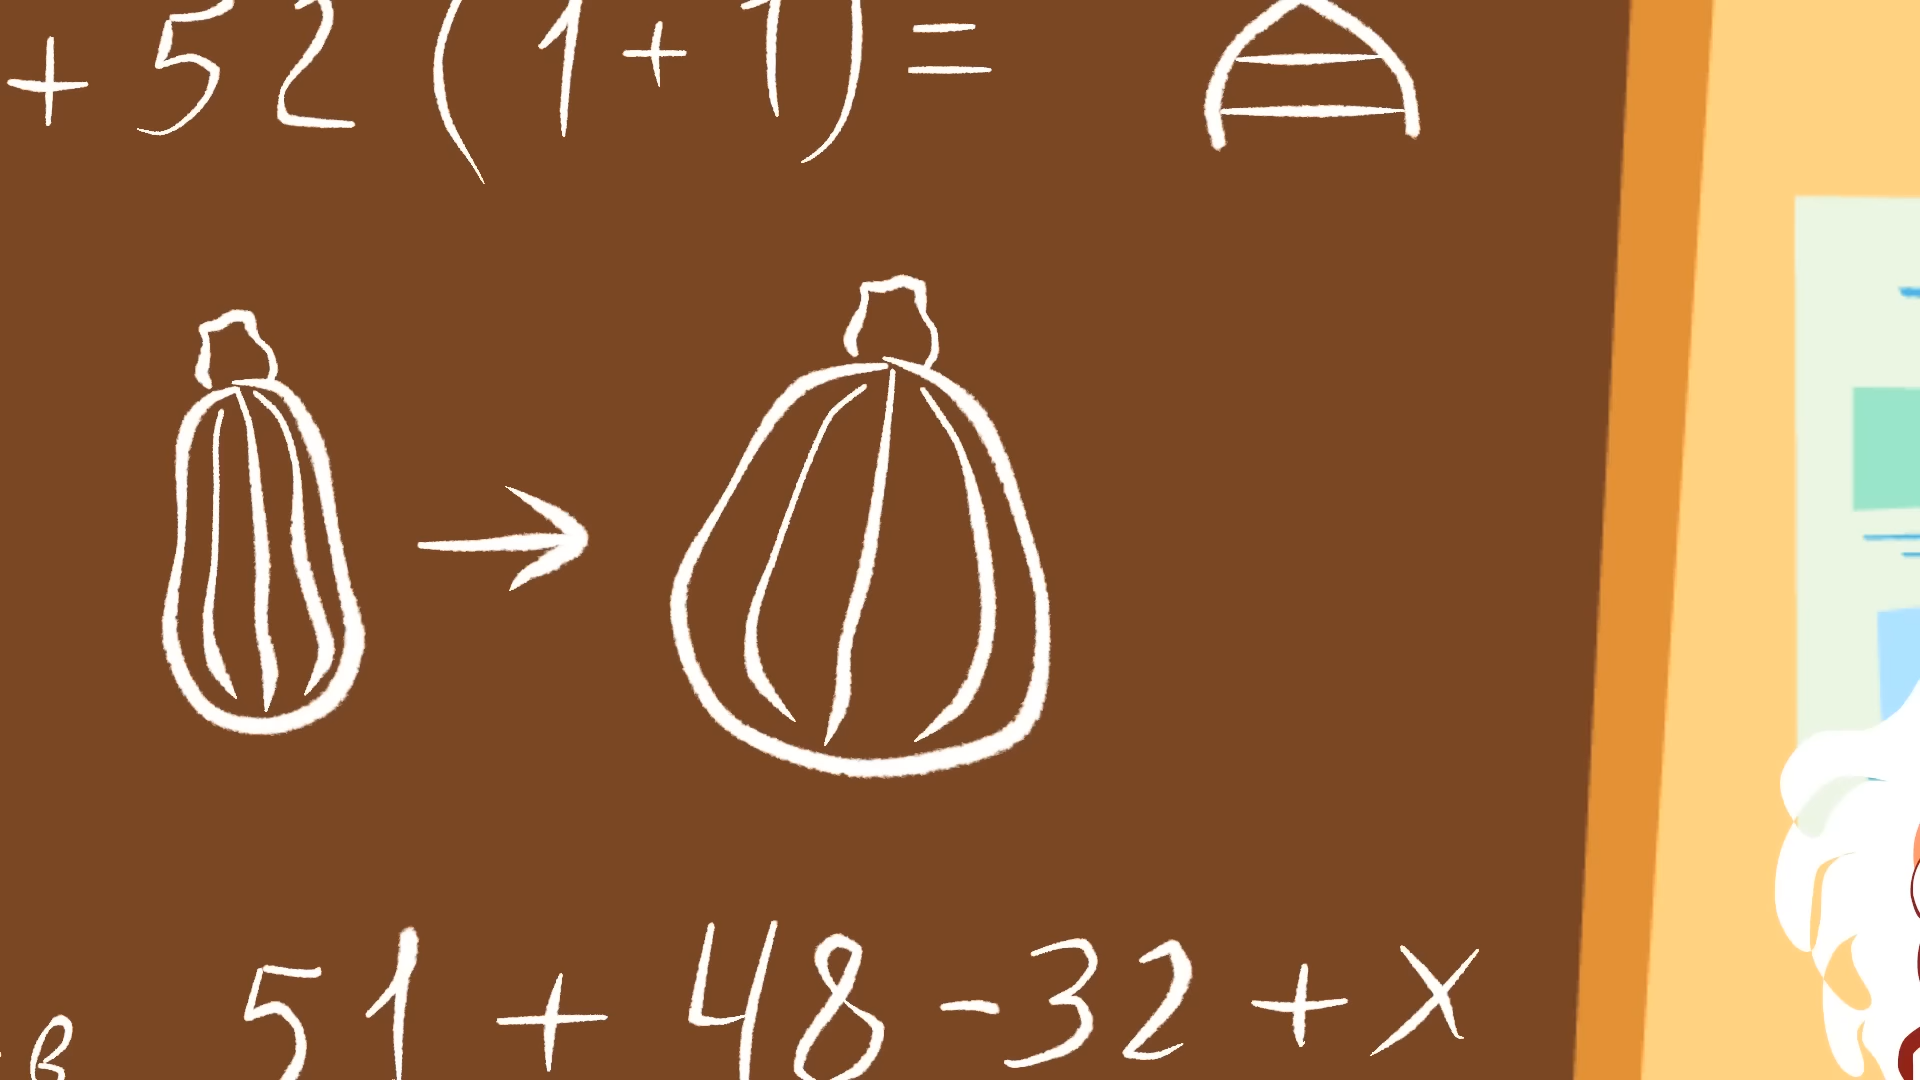 + 52 (1 + 1) =
в 51 + 48 - 32 + x